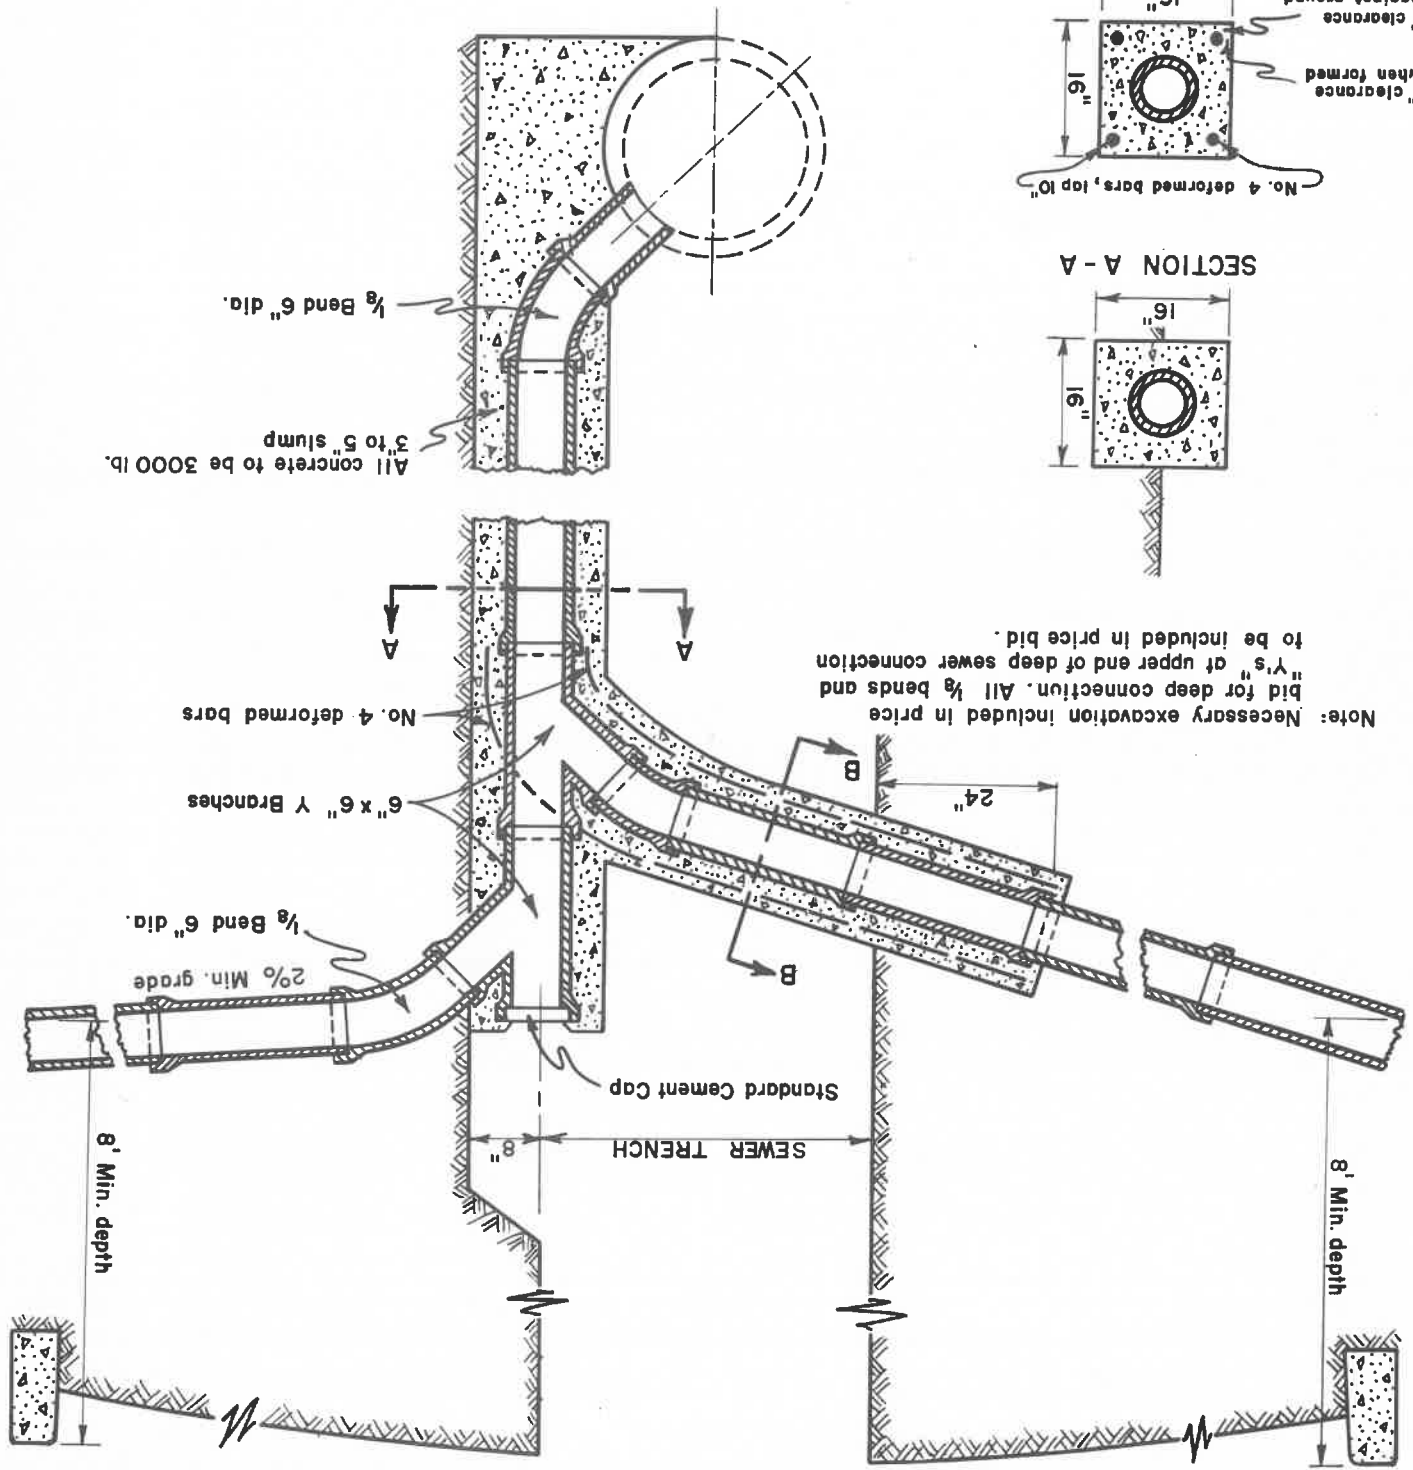 8' Min. depth
8' Min. depth
SEWER TRENCH
8"
Standard Cement Cap
2% Min. grade
1/8 Bend 6" dia.
B
B
24"
6" x 6" Y Branches
No. 4 deformed bars
Note: Necessary excavation included in price
bid for deep connection. All 1/8 bends and
"Y's" at upper end of deep sewer connection
to be included in price bid.
A
A
All concrete to be 3000 lb.
3" to 5" slump
1/8 Bend 6" dia.
16"
16"
SECTION A-A
No. 4 deformed bars, lap 10"
" clearance
when formed
clearance
against ground
16"
16"